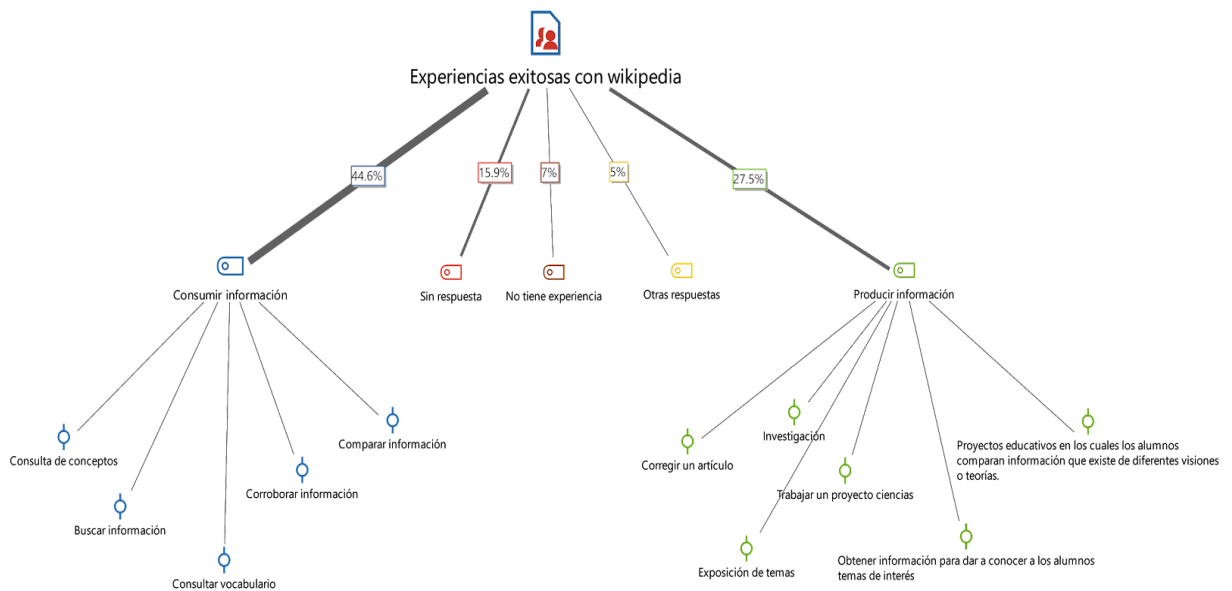 Experiencias exitosas con wikipedia
44.6%
15.9%
7%
5%
27.5%
Consumir información
Sin respuesta
No tiene experiencia
Otras respuestas
Producir información
Consulta de conceptos
Buscar información
Consultar vocabulario
Corroborar información
Comparar información
Corregir un artículo
Investigación
Trabajar un proyecto ciencias
Exposición de temas
Obtener información para dar a conocer a los alumnos
temas de interés
Proyectos educativos en los cuales los alumnos
comparan información que existe de diferentes visiones
o teorías.